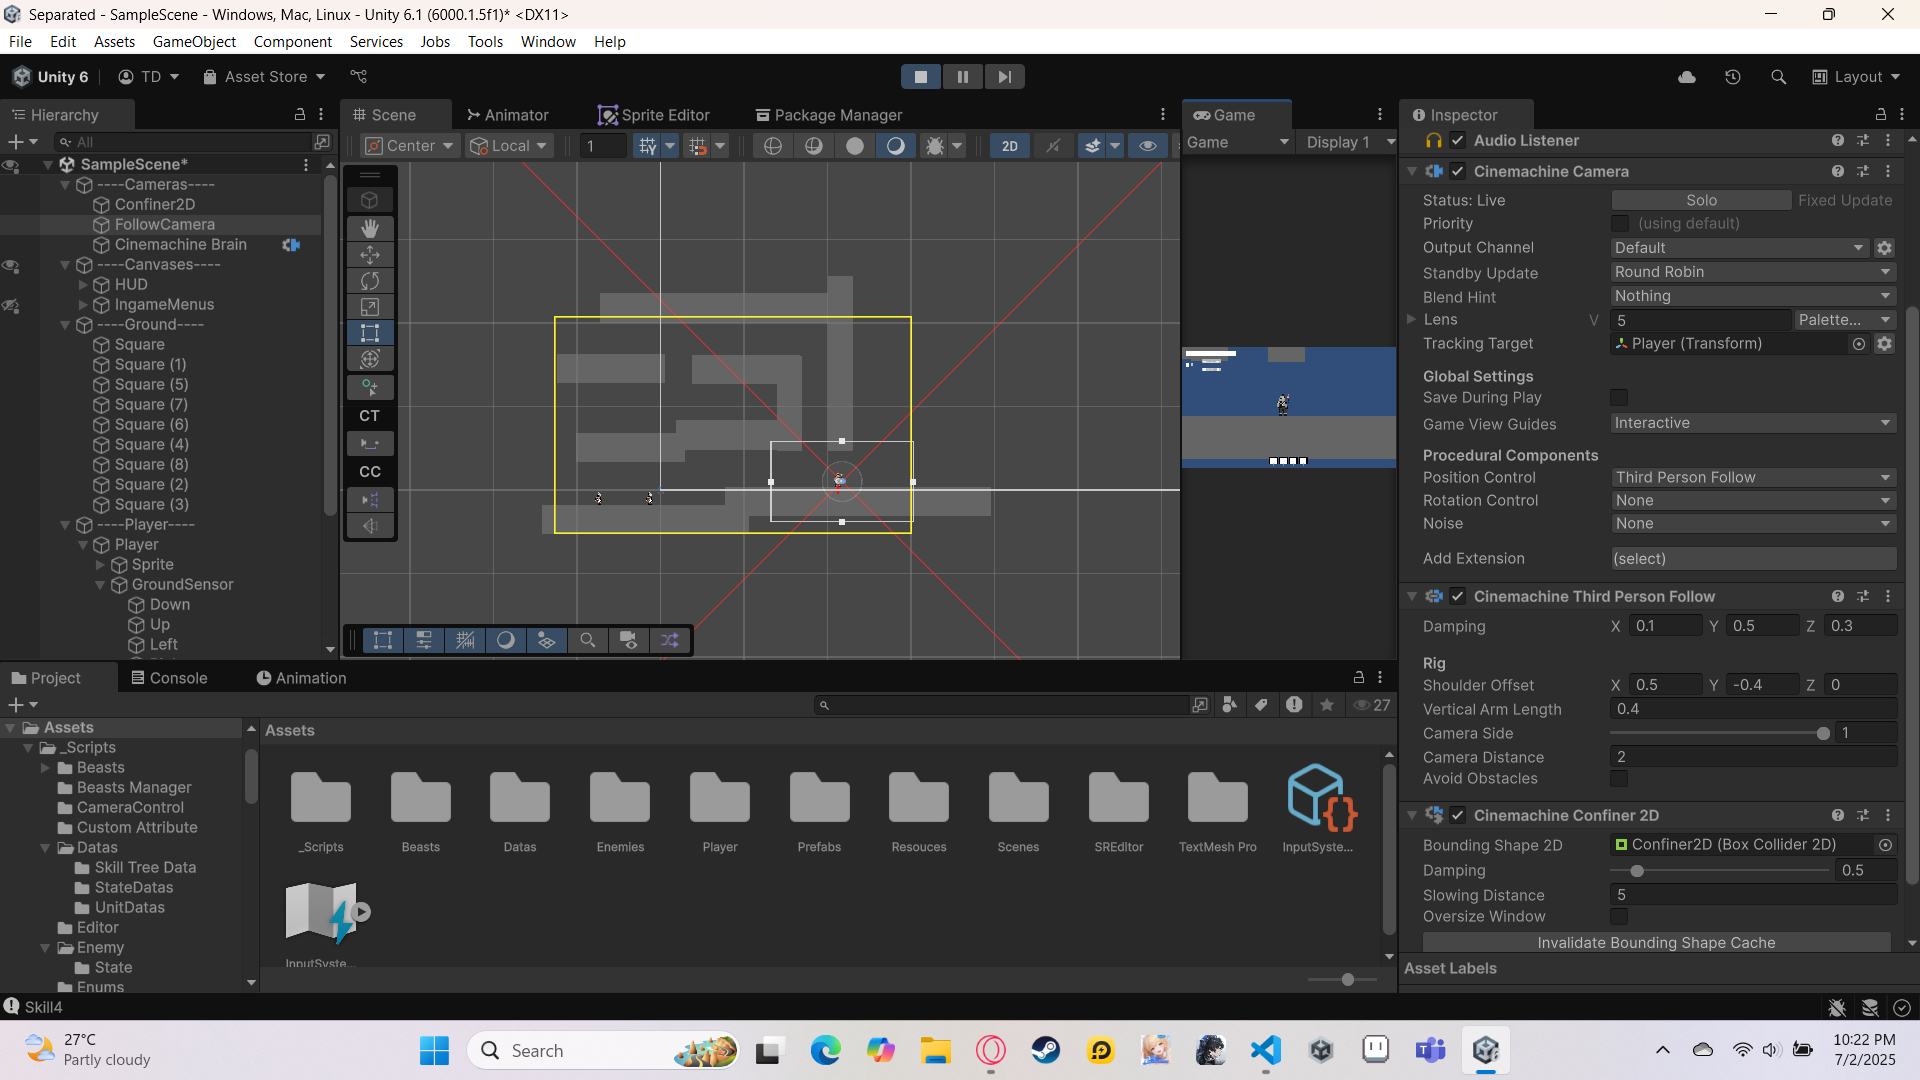 Separated - SampleScene - Windows, Mac, Linux - Unity 6.1 (6000.1.5f1)* <DX11>
File Edit Assets GameObject Component Services Jobs Tools Window Help
Unity 6 TD Asset Store Layout
Hierarchy
All
SampleScene*
----Cameras----
Confiner2D
FollowCamera
Cinemachine Brain
----Canvases----
HUD
IngameMenus
----Ground----
Square
Square (1)
Square (5)
Square (7)
Square (6)
Square (4)
Square (8)
Square (2)
Square (3)
----Player----
Player
Sprite
GroundSensor
Down
Up
Left
Scene Animator Sprite Editor Package Manager
Center Local 1 2D
CT
CC
Game
Game Display 1
Inspector
Audio Listener
Cinemachine Camera
Status: Live Solo Fixed Update
Priority (using default)
Output Channel Default
Standby Update Round Robin
Blend Hint Nothing
Lens V 5 Palette...
Tracking Target Player (Transform)
Global Settings
Save During Play
Game View Guides Interactive
Procedural Components
Position Control Third Person Follow
Rotation Control None
Noise None
Add Extension (select)
Cinemachine Third Person Follow
Damping X 0.1 Y 0.5 Z 0.3
Rig
Shoulder Offset X 0.5 Y -0.4 Z 0
Vertical Arm Length 0.4
Camera Side 1
Camera Distance 2
Avoid Obstacles
Cinemachine Confiner 2D
Bounding Shape 2D Confiner2D (Box Collider 2D)
Damping 0.5
Slowing Distance 5
Oversize Window
Invalidate Bounding Shape Cache
Asset Labels
Project Console Animation
27
Assets
_Scripts
Beasts
Beasts Manager
CameraControl
Custom Attribute
Datas
Skill Tree Data
StateDatas
UnitDatas
Editor
Enemy
State
Enums
Assets
_Scripts Beasts Datas Enemies Player Prefabs Resouces Scenes SREditor TextMesh Pro InputSystem...
InputSyste...
Skill4
27°C
Partly cloudy
Search
10:22 PM
7/2/2025